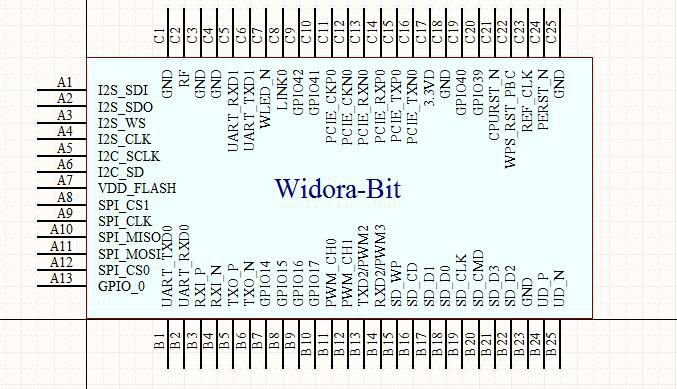 C1 C2 C3 C4 C5 C6 C7 C8 C9 C10 C11 C12 C13 C14 C15 C16 C17 C18 C19 C20 C21 C22 C23 C24 C25
GND
RF
GND
GND
UART_RXD1
UART_TXD1
WLED_N
LINK0
GPIO42
GPIO41
PCIE_CKP0
PCIE_CKN0
PCIE_RXN0
PCIE_RXP0
PCIE_TXP0
PCIE_TXN0
3.3VD
GND
GPIO40
GPIO39
CPURST_N
WPS_RST_PBC
REF_CLK
PERST_N
GND
A1 I2S_SDI
A2 I2S_SDO
A3 I2S_WS
A4 I2S_CLK
A5 I2C_SCLK
A6 I2C_SD
A7 VDD_FLASH
A8 SPI_CS1
A9 SPI_CLK
A10 SPI_MISO
A11 SPI_MOSI
A12 SPI_CS0
A13 GPIO_0
Widora-Bit
UART_TXD0
UART_RXD0
RXI_P
RXI_N
TXO_P
TXO_N
GPIO14
GPIO15
GPIO16
GPIO17
PWM_CH0
PWM_CH1
TXD2/PWM2
RXD2/PWM3
SD_WP
SD_CD
SD_D1
SD_D0
SD_CLK
SD_CMD
SD_D3
SD_D2
GND
UD_P
UD_N
B1 B2 B3 B4 B5 B6 B7 B8 B9 B10 B11 B12 B13 B14 B15 B16 B17 B18 B19 B20 B21 B22 B23 B24 B25